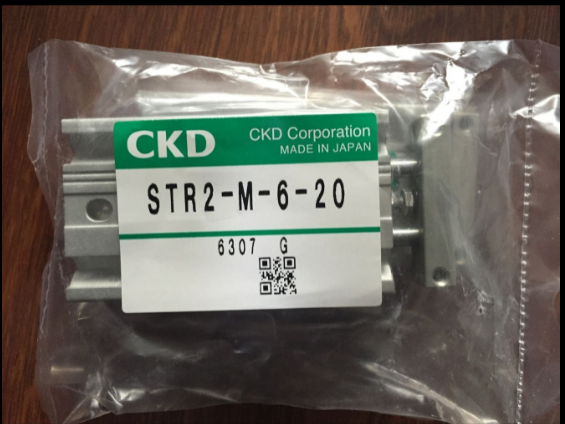 CKD
CKD Corporation
MADE IN JAPAN
STR2-M-6-20
6307 G